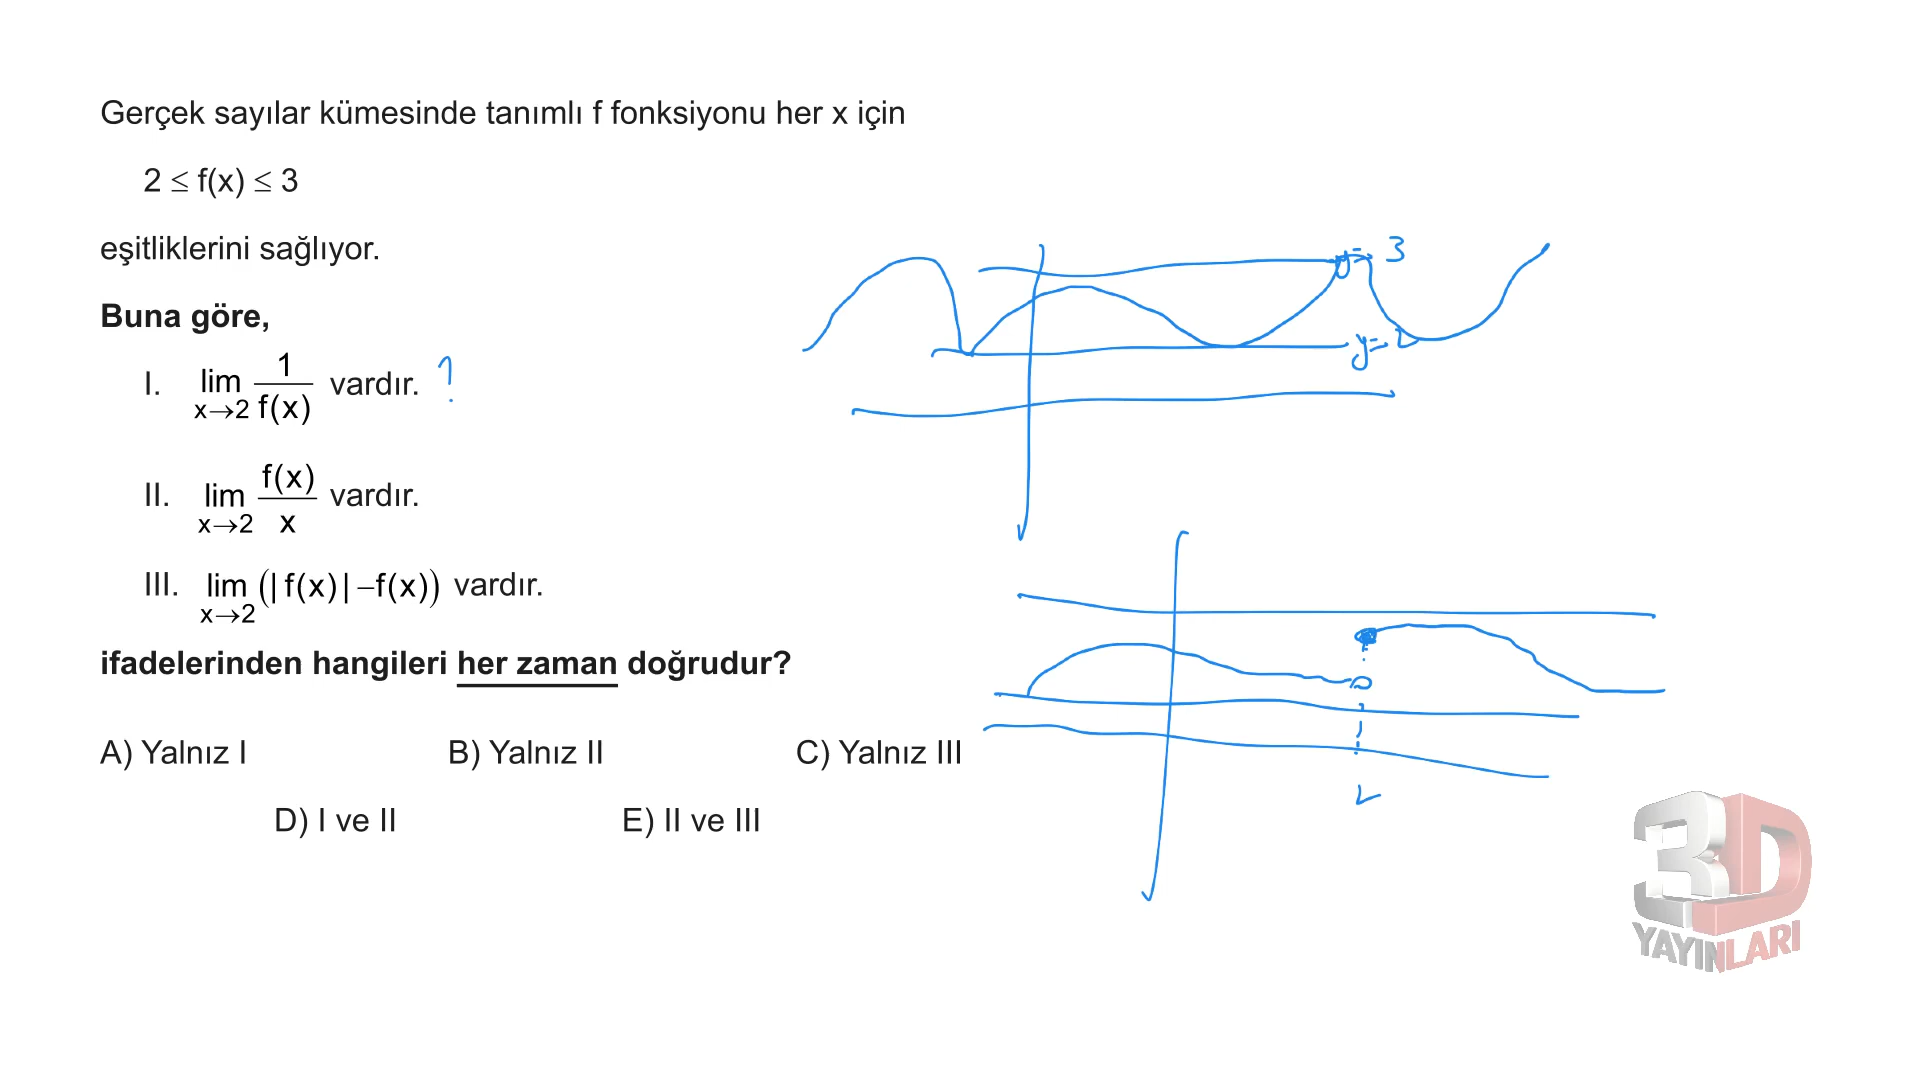 Gerçek sayılar kümesinde tanımlı f fonksiyonu her x için
2 ≤ f(x) ≤ 3
eşitliklerini sağlıyor.
Buna göre,
I. lim x→2 1/f(x) vardır. ?
II. lim x→2 f(x)/x vardır.
III. lim x→2 (|f(x)|−f(x)) vardır.
ifadelerinden hangileri her zaman doğrudur?
A) Yalnız I B) Yalnız II C) Yalnız III
D) I ve II E) II ve III
y=3
y=2
2
3D
YAYINLARI